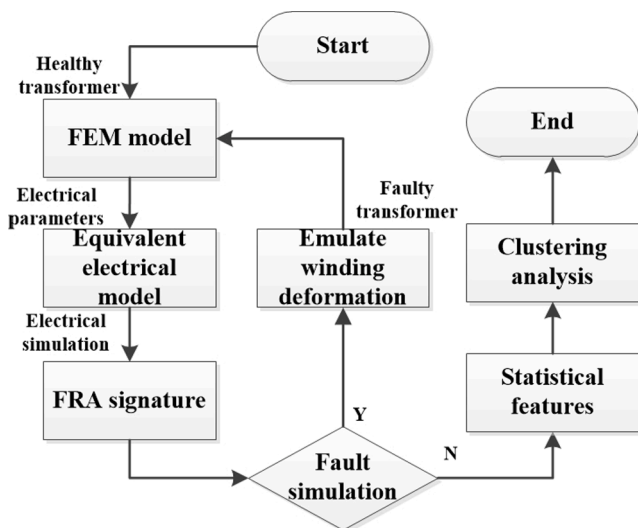 Start
Healthy
transformer
FEM model
Electrical
parameters
Equivalent
electrical
model
Electrical
simulation
FRA signature
Fault
simulation
Y
Emulate
winding
deformation
Faulty
transformer
N
Statistical
features
Clustering
analysis
End